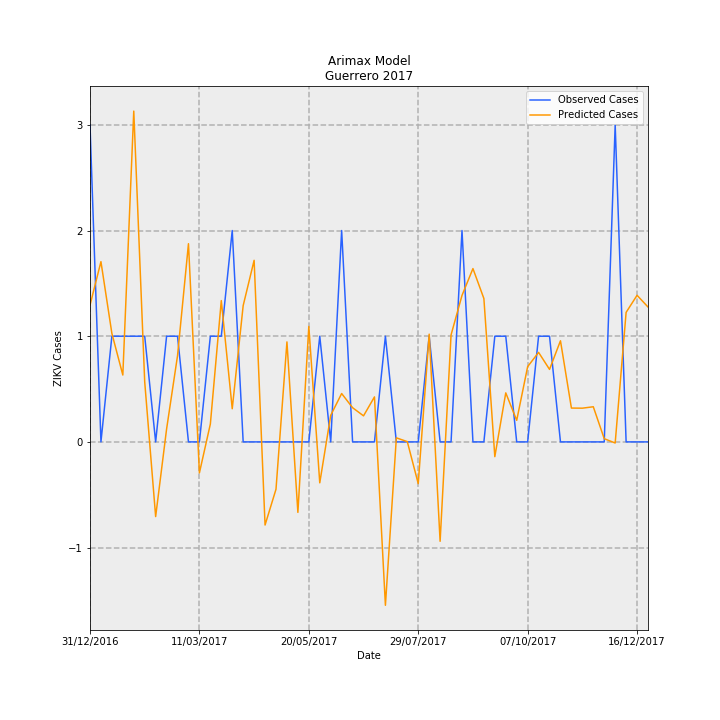 Arimax Model
Guerrero 2017
Observed Cases
Predicted Cases
3
2
1
0
−1
ZIKV Cases
31/12/2016 11/03/2017 20/05/2017 29/07/2017 07/10/2017 16/12/2017
Date